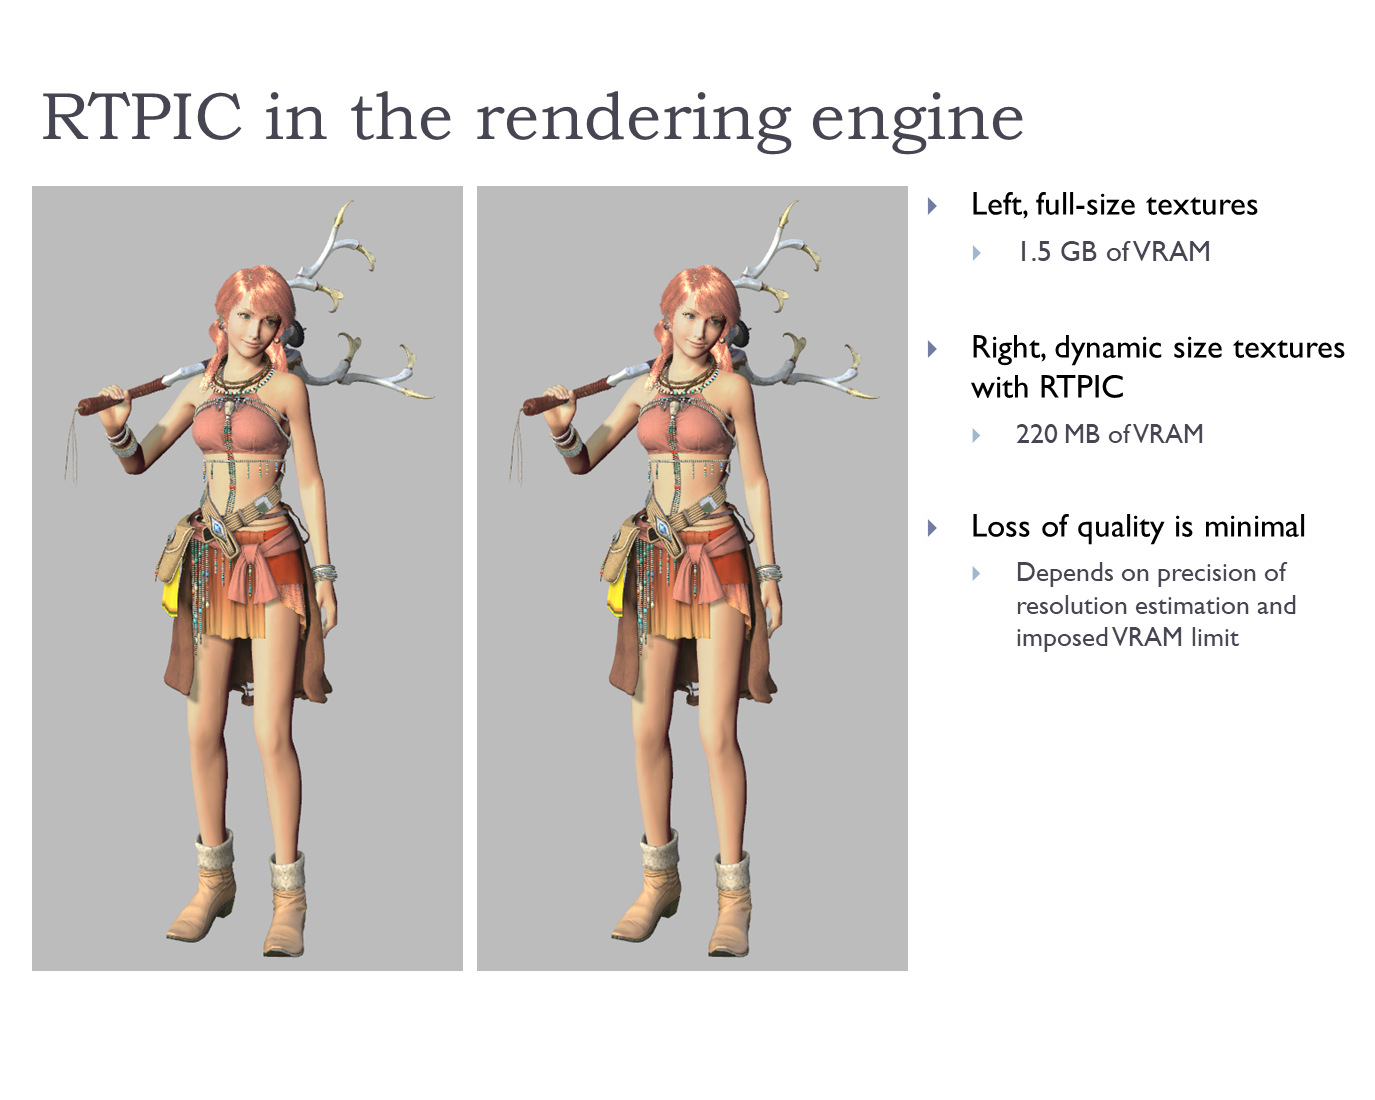 RTPIC in the rendering engine
Left, full-size textures
1.5 GB of VRAM
Right, dynamic size textures
with RTPIC
220 MB of VRAM
Loss of quality is minimal
Depends on precision of
resolution estimation and
imposed VRAM limit